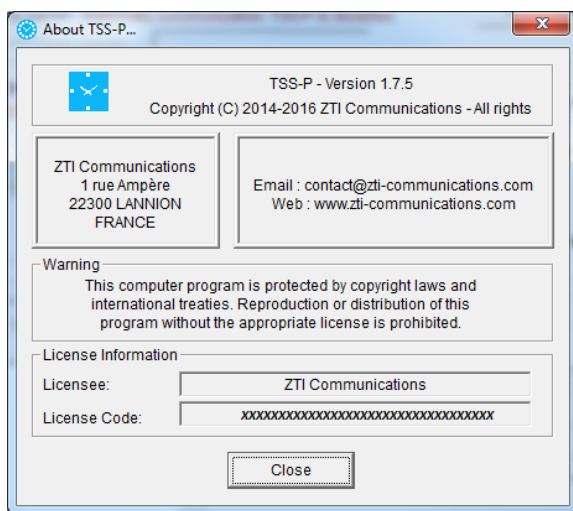 About TSS-P...
TSS-P - Version 1.7.5
Copyright (C) 2014-2016 ZTI Communications - All rights
ZTI Communications
1 rue Ampère
22300 LANNION
FRANCE
Email : contact@zti-communications.com
Web : www.zti-communications.com
Warning
This computer program is protected by copyright laws and
international treaties. Reproduction or distribution of this
program without the appropriate license is prohibited.
License Information
Licensee: ZTI Communications
License Code: xxxxxxxxxxxxxxxxxxxxxxxxxxxxxxxxxx
Close